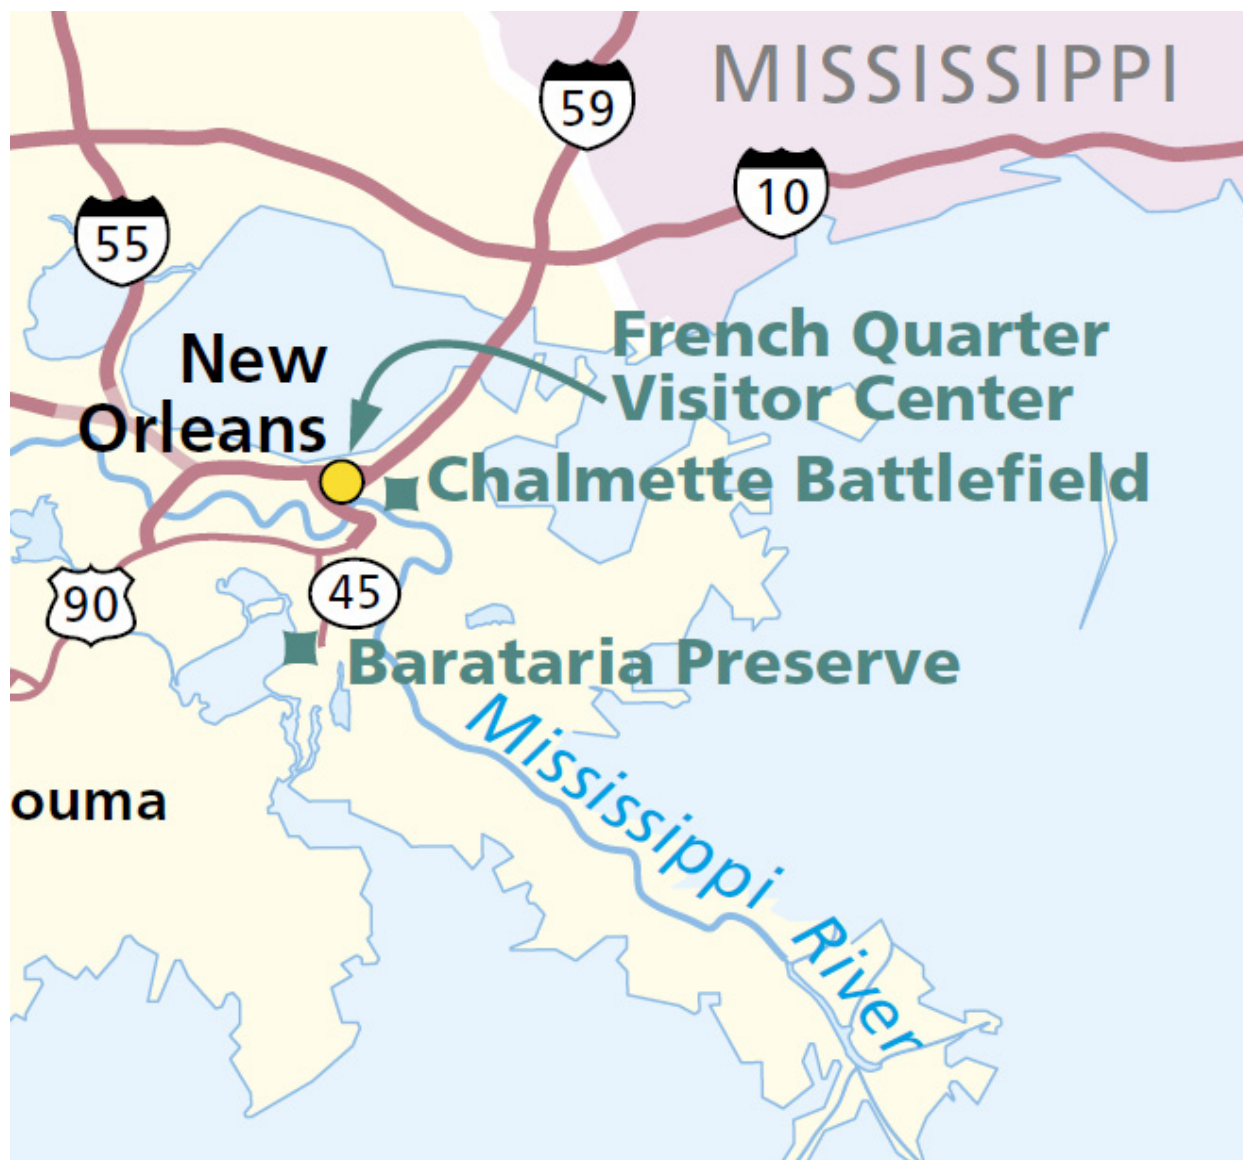 MISSISSIPPI
59
10
55
French Quarter
Visitor Center
New
Orleans
Chalmette Battlefield
90
45
Barataria Preserve
Mississippi River
ouma